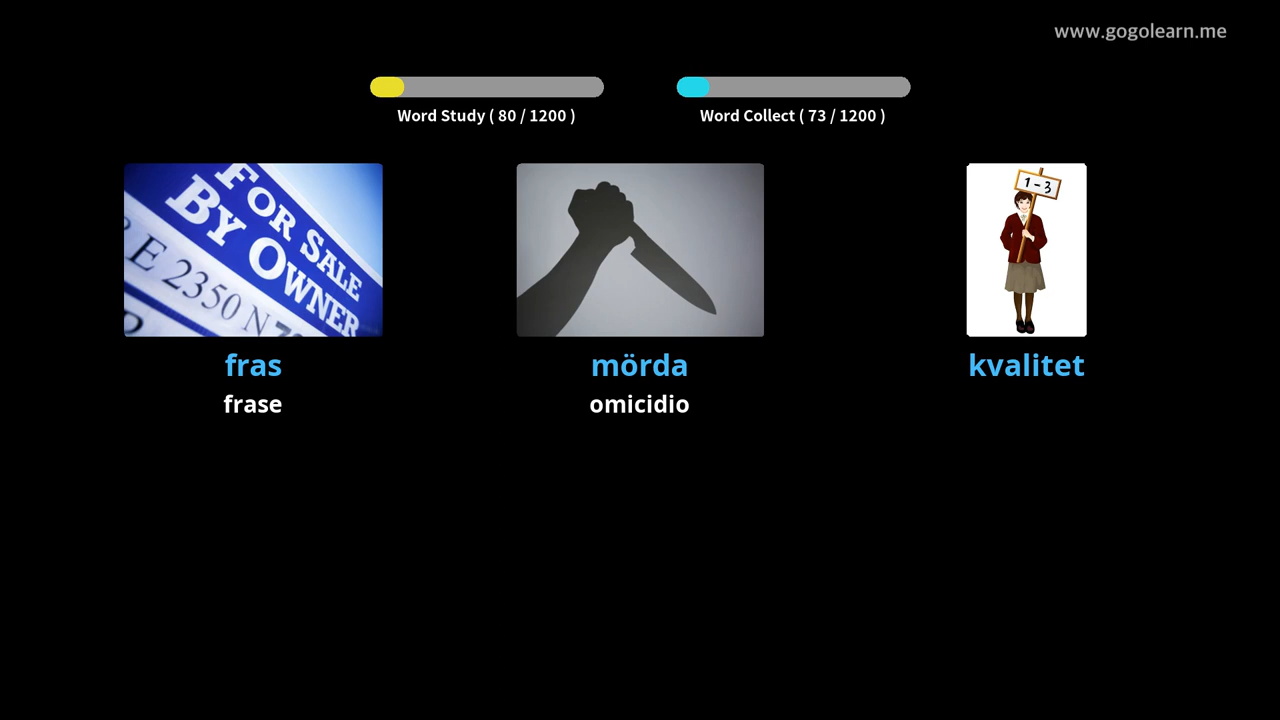 www.gogolearn.me
Word Study ( 80 / 1200 )
Word Collect ( 73 / 1200 )
FOR SALE
BY OWNER
E 2350 N
1 - 3
fras
mörda
kvalitet
frase
omicidio